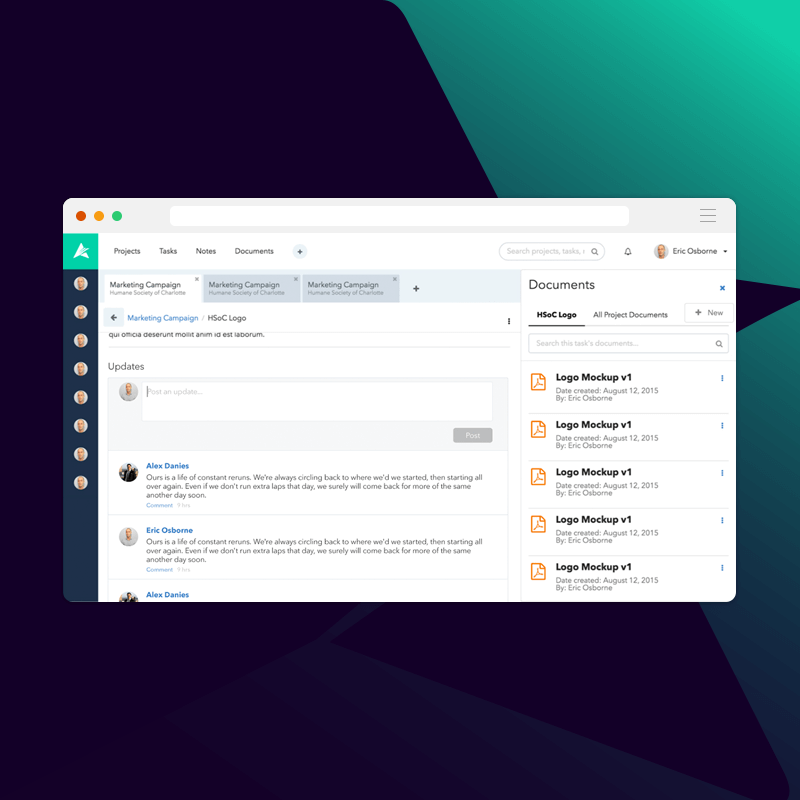 Projects Tasks Notes Documents
Search projects, tasks,
Eric Osborne
Marketing Campaign
Humane Society of Charlotte
Marketing Campaign
Humane Society of Charlotte
Marketing Campaign
Humane Society of Charlotte
Marketing Campaign / HSoC Logo
qui officia deserunt mollit anim id est laborum.
Updates
Post an update...
Post
Alex Danies
Ours is a life of constant reruns. We're always circling back to where we'd we started, then starting all
over again. Even if we don't run extra laps that day, we surely will come back for more of the same
another day soon.
Comment 9 hrs
Eric Osborne
Ours is a life of constant reruns. We're always circling back to where we'd we started, then starting all
over again. Even if we don't run extra laps that day, we surely will come back for more of the same
another day soon.
Comment 9 hrs
Alex Danies
Documents
HSoC Logo All Project Documents + New
Search this task's documents...
Logo Mockup v1
Date created: August 12, 2015
By: Eric Osborne
Logo Mockup v1
Date created: August 12, 2015
By: Eric Osborne
Logo Mockup v1
Date created: August 12, 2015
By: Eric Osborne
Logo Mockup v1
Date created: August 12, 2015
By: Eric Osborne
Logo Mockup v1
Date created: August 12, 2015
By: Eric Osborne